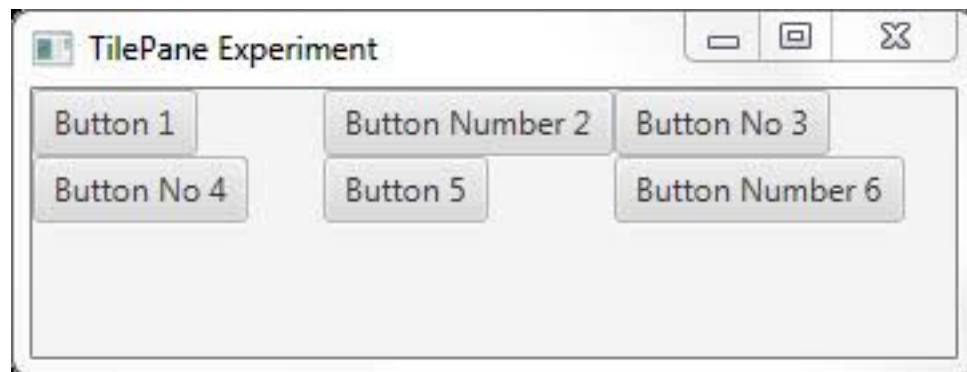 TilePane Experiment
Button 1 Button Number 2 Button No 3
Button No 4 Button 5 Button Number 6